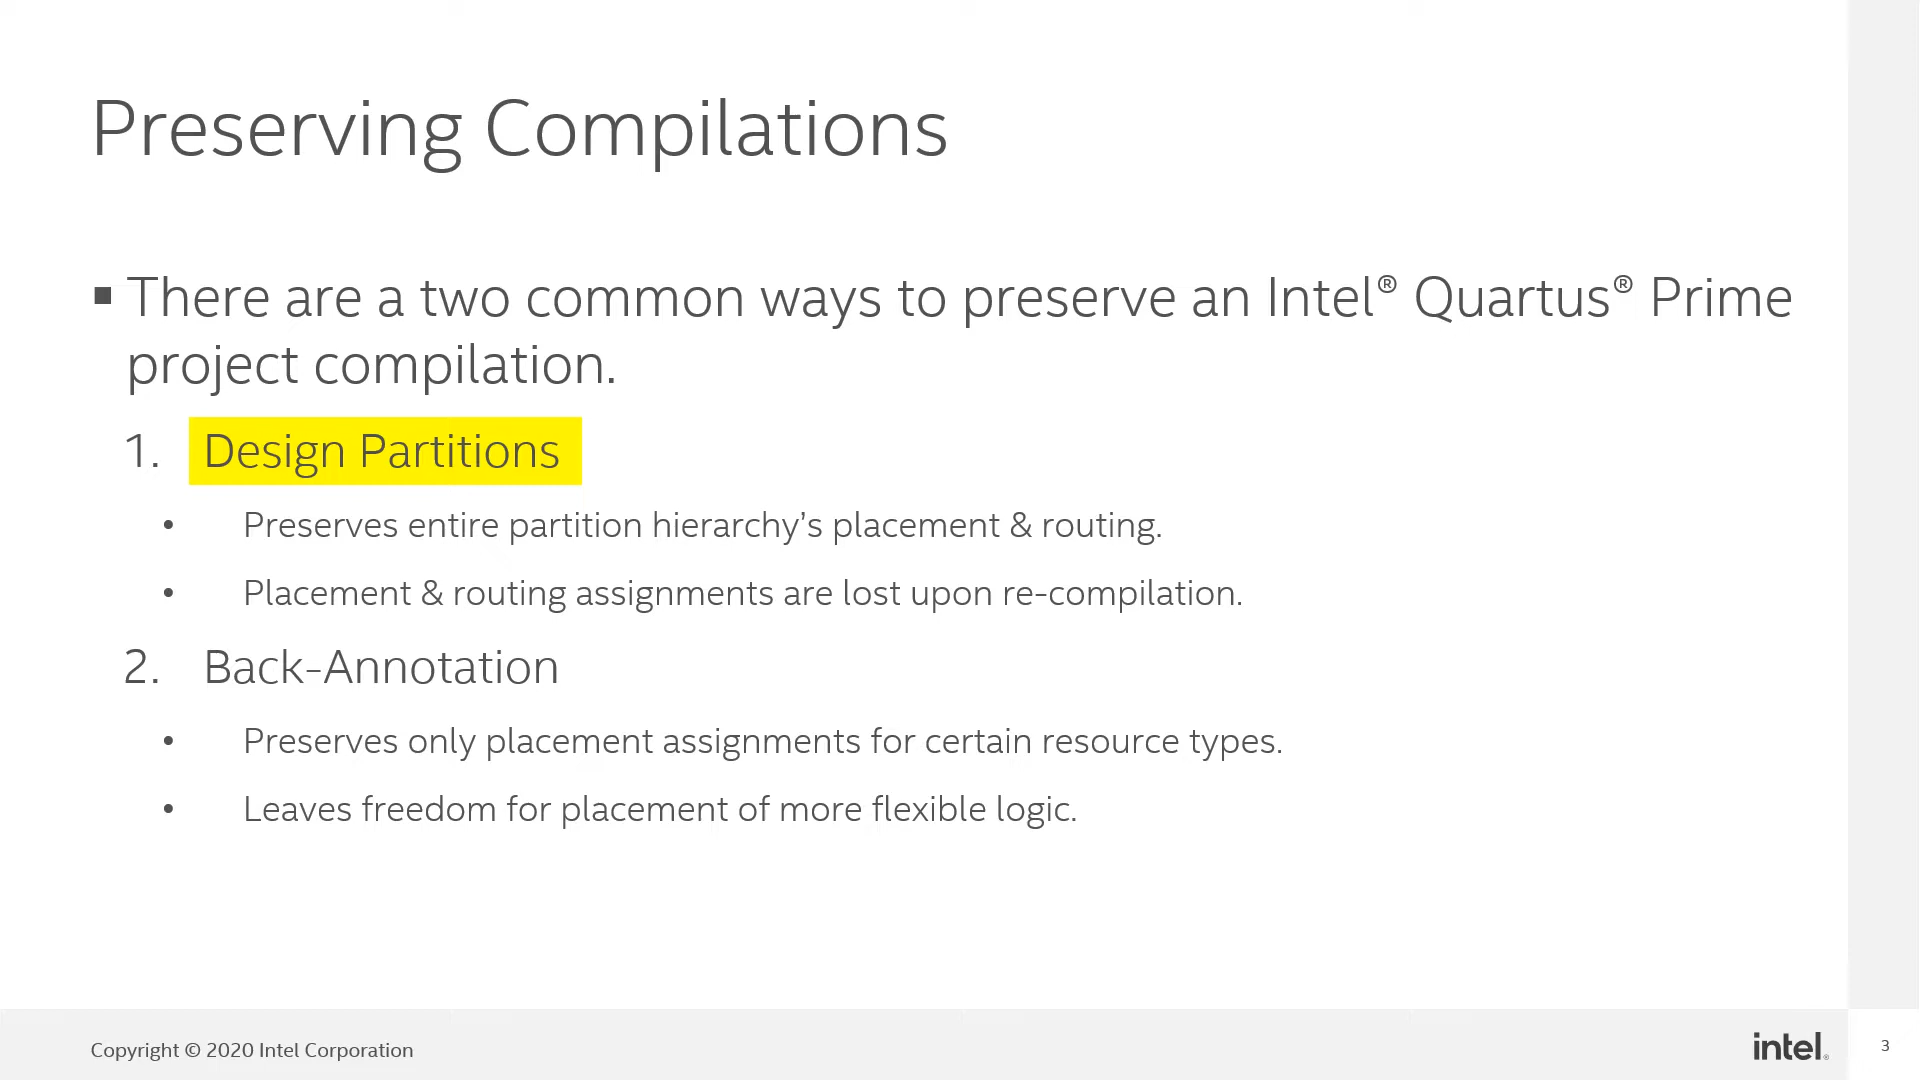 Preserving Compilations
▪ There are a two common ways to preserve an Intel® Quartus® Prime
project compilation.
1. Design Partitions
• Preserves entire partition hierarchy’s placement & routing.
• Placement & routing assignments are lost upon re-compilation.
2. Back-Annotation
• Preserves only placement assignments for certain resource types.
• Leaves freedom for placement of more flexible logic.
Copyright © 2020 Intel Corporation
intel®
3